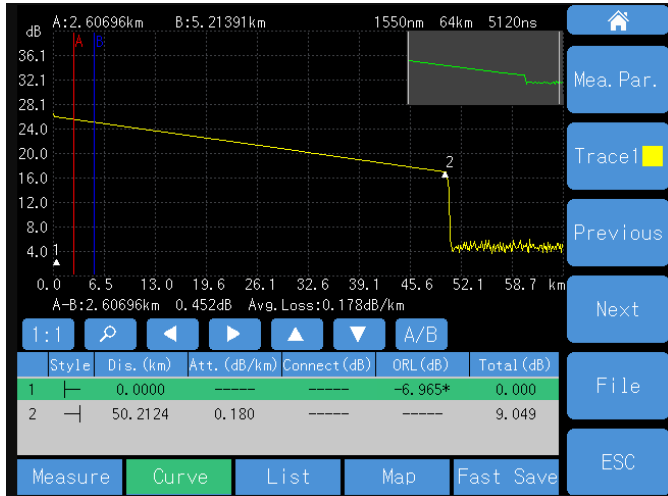 A:2.60696km B:5.21391km 1550nm 64km 5120ns
dB
A B
36.1
32.1
28.1
24.0
20.0
16.0
12.0
8.0
4.0
1
2
0.0 6.5 13.0 19.6 26.1 32.6 39.1 45.6 52.1 58.7 km
A-B:2.60696km 0.452dB Avg.Loss:0.178dB/km
1:1 A/B
Style Dis.(km) Att.(dB/km) Connect(dB) ORL(dB) Total(dB)
1 0.0000 ----- ----- -6.965* 0.000
2 50.2124 0.180 ----- ----- 9.049
Measure Curve List Map Fast Save
Mea.Par.
Trace1
Previous
Next
File
ESC